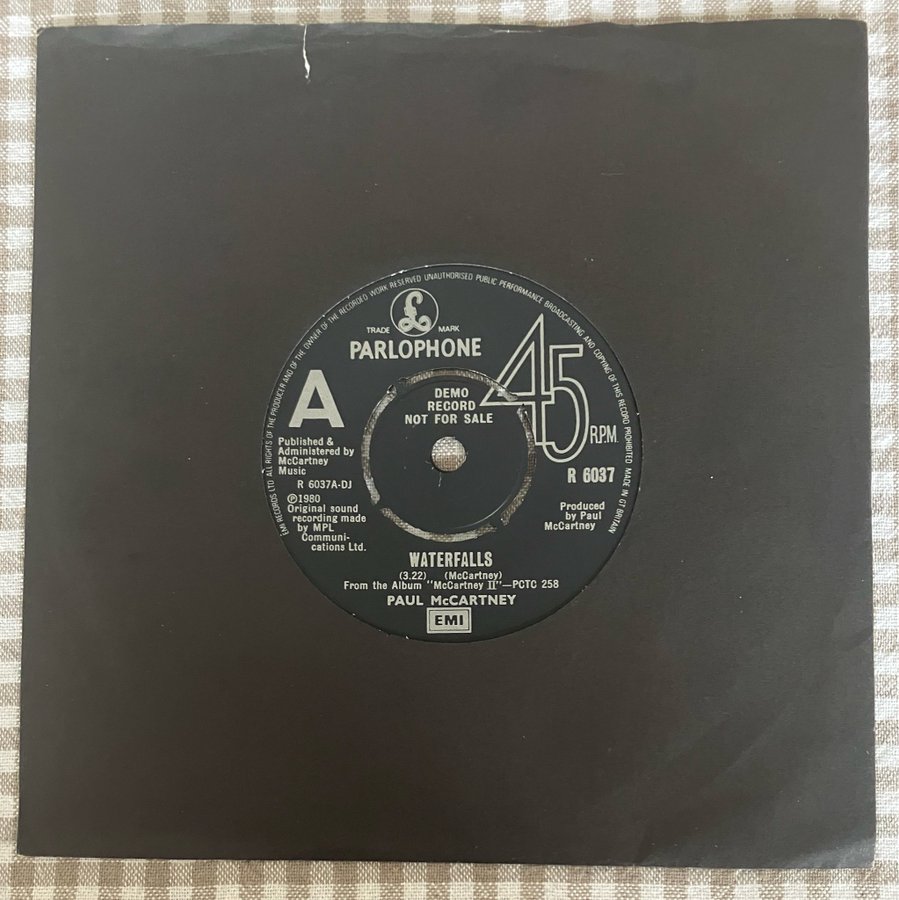 EMI RECORDS LTD ALL RIGHTS OF THE PRODUCER AND OF THE OWNER OF THE RECORDED WORK RESERVED UNAUTHORISED PUBLIC PERFORMANCE BROADCASTING AND COPYING OF THIS RECORD PROHIBITED MADE IN GT BRITAIN
£
TRADE MARK
PARLOPHONE
45
R.P.M.
A
DEMO
RECORD
NOT FOR SALE
Published &
Administered by
McCartney
Music
R 6037A-DJ
℗1980
Original sound
recording made
by MPL
Communi-
cations Ltd.
R 6037
Produced
by Paul
McCartney
WATERFALLS
(3.22) (McCartney)
From the Album "McCartney II"—PCTC 258
PAUL McCARTNEY
EMI